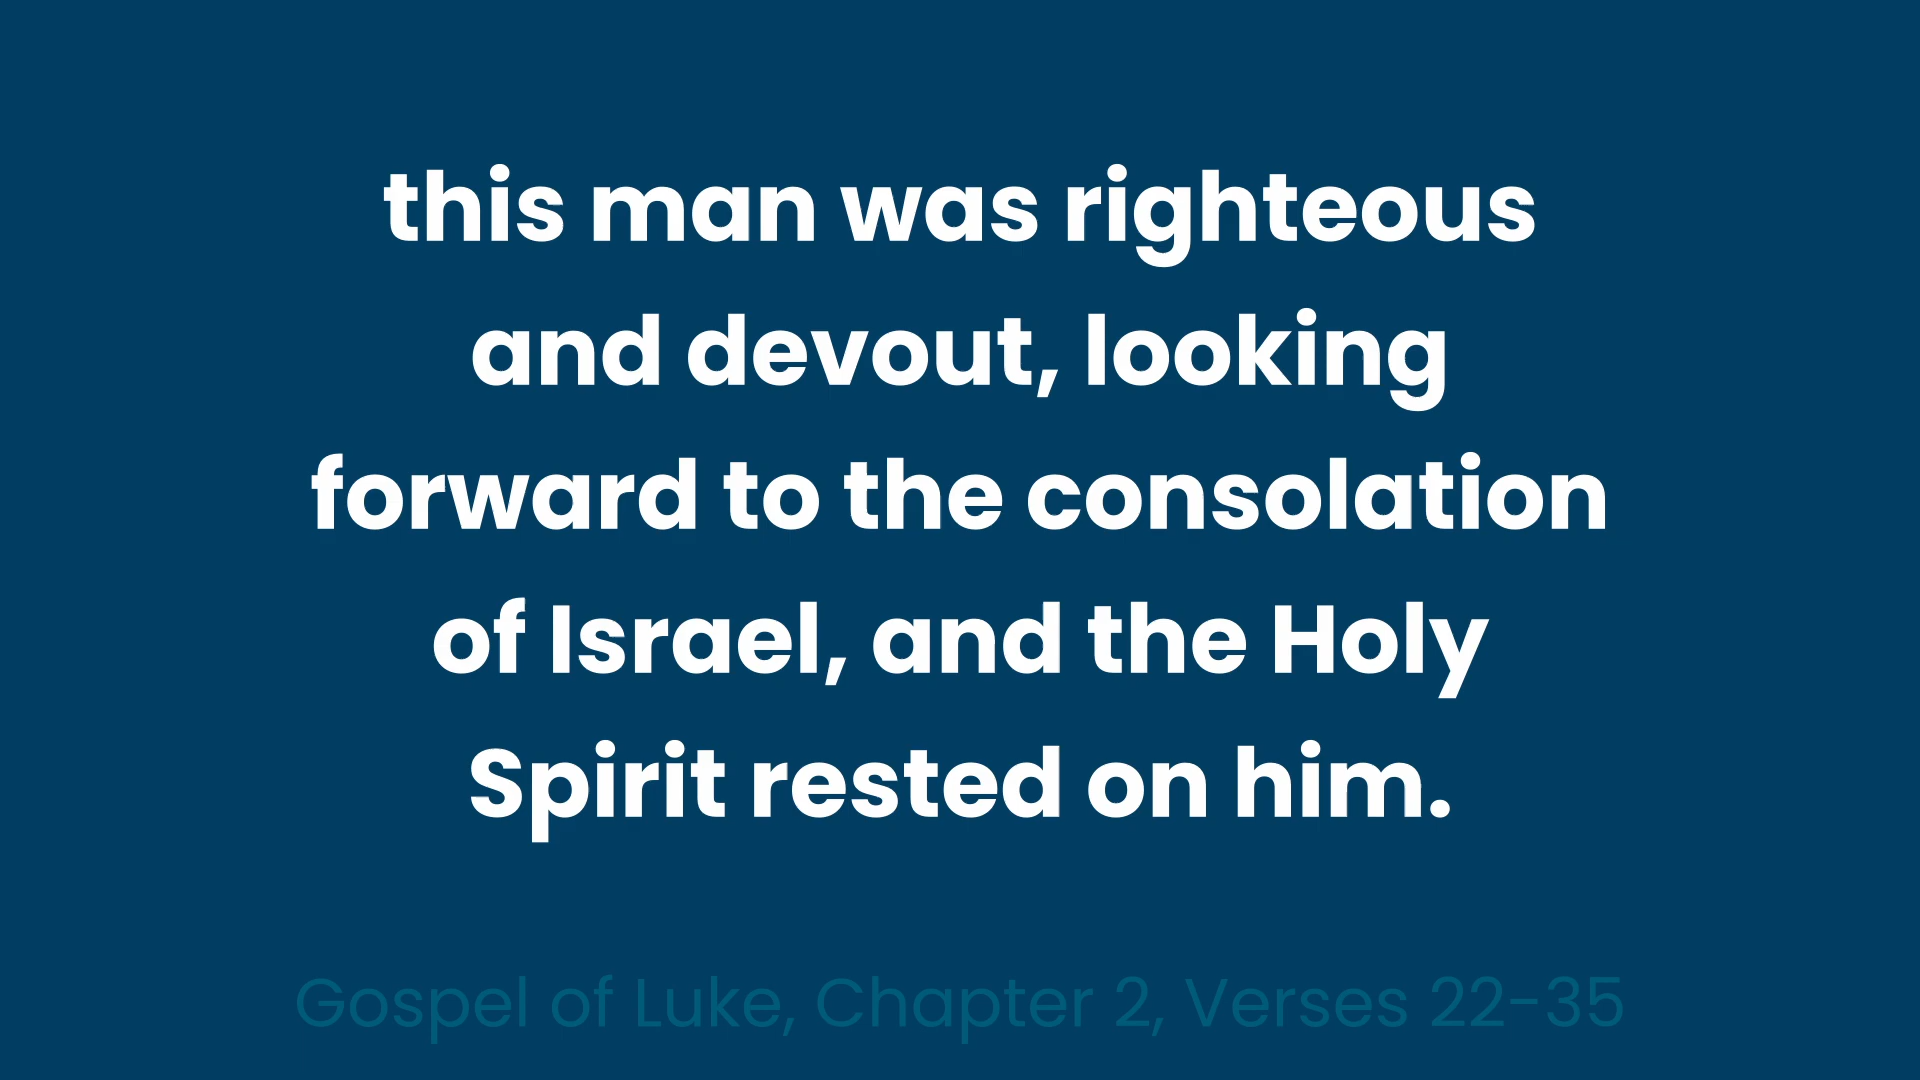 this man was righteous
and devout, looking
forward to the consolation
of Israel, and the Holy
Spirit rested on him.
Gospel of Luke, Chapter 2, Verses 22-35